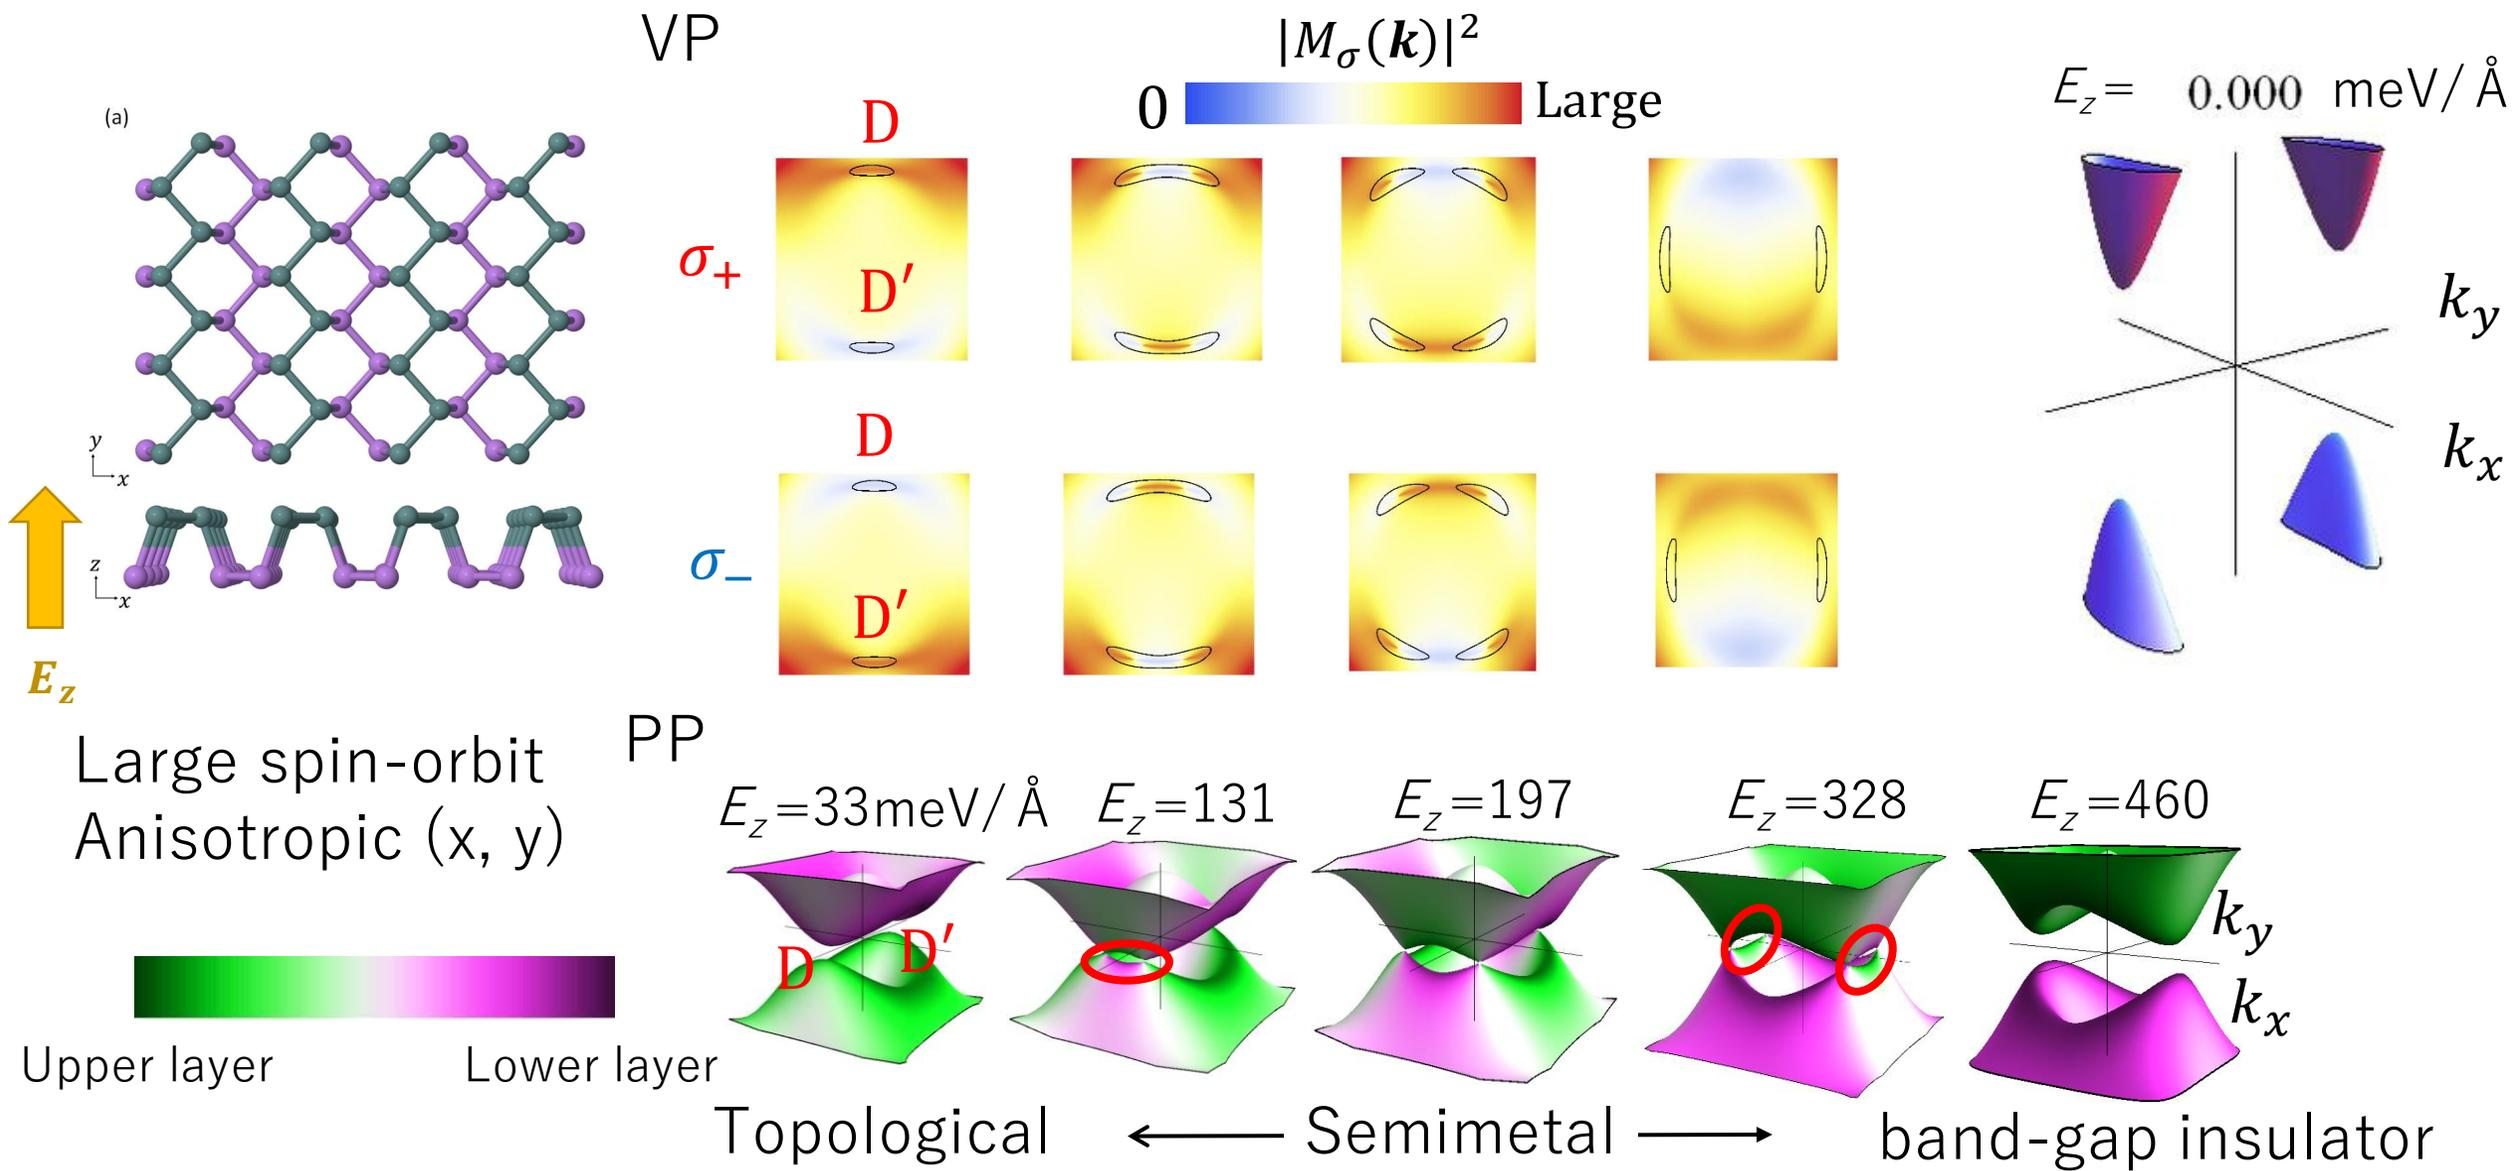 VP
|Mσ(k)|²
0 Large
E_z= 0.000 meV/Å
(a)
D
σ₊
D′
k_y
k_x
y
x
D
σ₋
D′
z
x
E_z
Large spin-orbit
Anisotropic (x, y)
PP
E_z=33meV/Å E_z=131 E_z=197 E_z=328 E_z=460
D D′
k_y
k_x
Upper layer Lower layer
Topological ← Semimetal → band-gap insulator